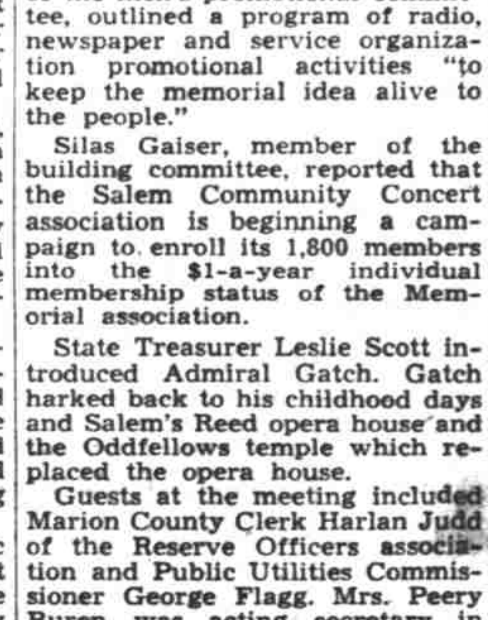 tee, outlined a program of radio,
newspaper and service organiza-
tion promotional activities "to
keep the memorial idea alive to
the people."
Silas Gaiser, member of the
building committee, reported that
the Salem Community Concert
association is beginning a cam-
paign to enroll its 1,800 members
into the $1-a-year individual
membership status of the Mem-
orial association.
State Treasurer Leslie Scott in-
troduced Admiral Gatch. Gatch
harked back to his childhood days
and Salem's Reed opera house and
the Oddfellows temple which re-
placed the opera house.
Guests at the meeting included
Marion County Clerk Harlan Judd
of the Reserve Officers associa-
tion and Public Utilities Commis-
sioner George Flagg. Mrs. Peery
Buren was acting secretary in